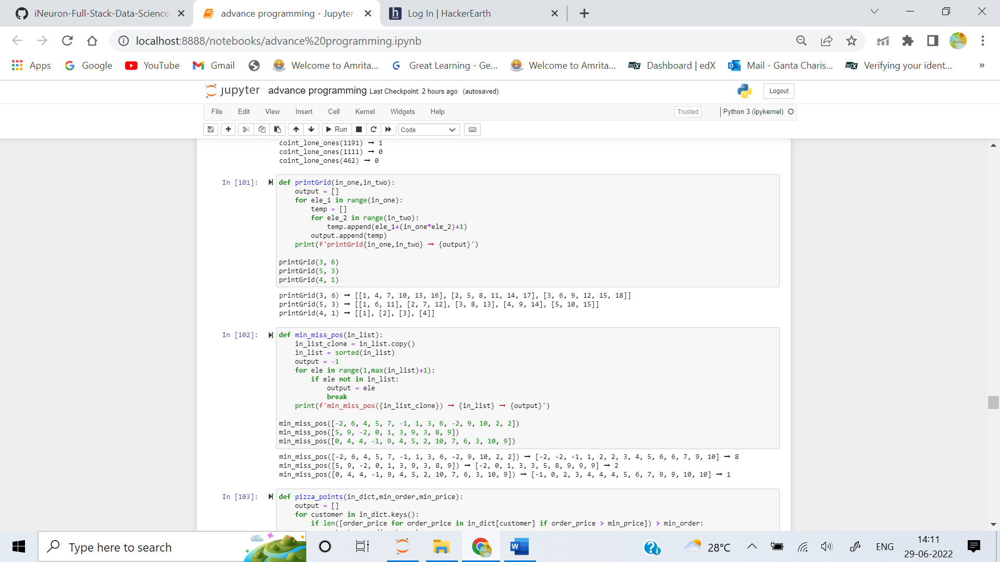 iNeuron-Full-Stack-Data-Science
advance programming - Jupyter
Log In | HackerEarth
localhost:8888/notebooks/advance%20programming.ipynb
Apps
Google
YouTube
Gmail
Welcome to Amrita...
Great Learning - Ge...
Welcome to Amrita...
Dashboard | edX
Mail - Ganta Charis...
Verifying your ident...
»
jupyter
advance programming Last Checkpoint: 2 hours ago (autosaved)
Logout
File Edit View Insert Cell Kernel Widgets Help
Trusted
Python 3 (ipykernel)
Run
Code
coint_lone_ones(1191) ➞ 1
coint_lone_ones(1111) ➞ 0
coint_lone_ones(462) ➞ 0
In [101]:
def printGrid(in_one,in_two):
    output = []
    for ele_1 in range(in_one):
        temp = []
        for ele_2 in range(in_two):
            temp.append(ele_1+(in_one*ele_2)+1)
        output.append(temp)
    print(f'printGrid{in_one,in_two} ➞ {output}')
printGrid(3, 6)
printGrid(5, 3)
printGrid(4, 1)
printGrid(3, 6) ➞ [[1, 4, 7, 10, 13, 16], [2, 5, 8, 11, 14, 17], [3, 6, 9, 12, 15, 18]]
printGrid(5, 3) ➞ [[1, 6, 11], [2, 7, 12], [3, 8, 13], [4, 9, 14], [5, 10, 15]]
printGrid(4, 1) ➞ [[1], [2], [3], [4]]
In [102]:
def min_miss_pos(in_list):
    in_list_clone = in_list.copy()
    in_list = sorted(in_list)
    output = -1
    for ele in range(1,max(in_list)+1):
        if ele not in in_list:
            output = ele
            break
    print(f'min_miss_pos({in_list_clone}) ➞ {in_list} ➞ {output}')
min_miss_pos([-2, 6, 4, 5, 7, -1, 1, 3, 6, -2, 9, 10, 2, 2])
min_miss_pos([5, 9, -2, 0, 1, 3, 9, 3, 8, 9])
min_miss_pos([0, 4, 4, -1, 9, 4, 5, 2, 10, 7, 6, 3, 10, 9])
min_miss_pos([-2, 6, 4, 5, 7, -1, 1, 3, 6, -2, 9, 10, 2, 2]) ➞ [-2, -2, -1, 1, 2, 2, 3, 4, 5, 6, 6, 7, 9, 10] ➞ 8
min_miss_pos([5, 9, -2, 0, 1, 3, 9, 3, 8, 9]) ➞ [-2, 0, 1, 3, 3, 5, 8, 9, 9, 9] ➞ 2
min_miss_pos([0, 4, 4, -1, 9, 4, 5, 2, 10, 7, 6, 3, 10, 9]) ➞ [-1, 0, 2, 3, 4, 4, 4, 5, 6, 7, 9, 9, 10, 10] ➞ 1
In [103]:
def pizza_points(in_dict,min_order,min_price):
    output = []
    for customer in in_dict.keys():
        if len([order_price for order_price in in_dict[customer] if order_price > min_price]) > min_order:
Type here to search
28°C
ENG
14:11
29-06-2022